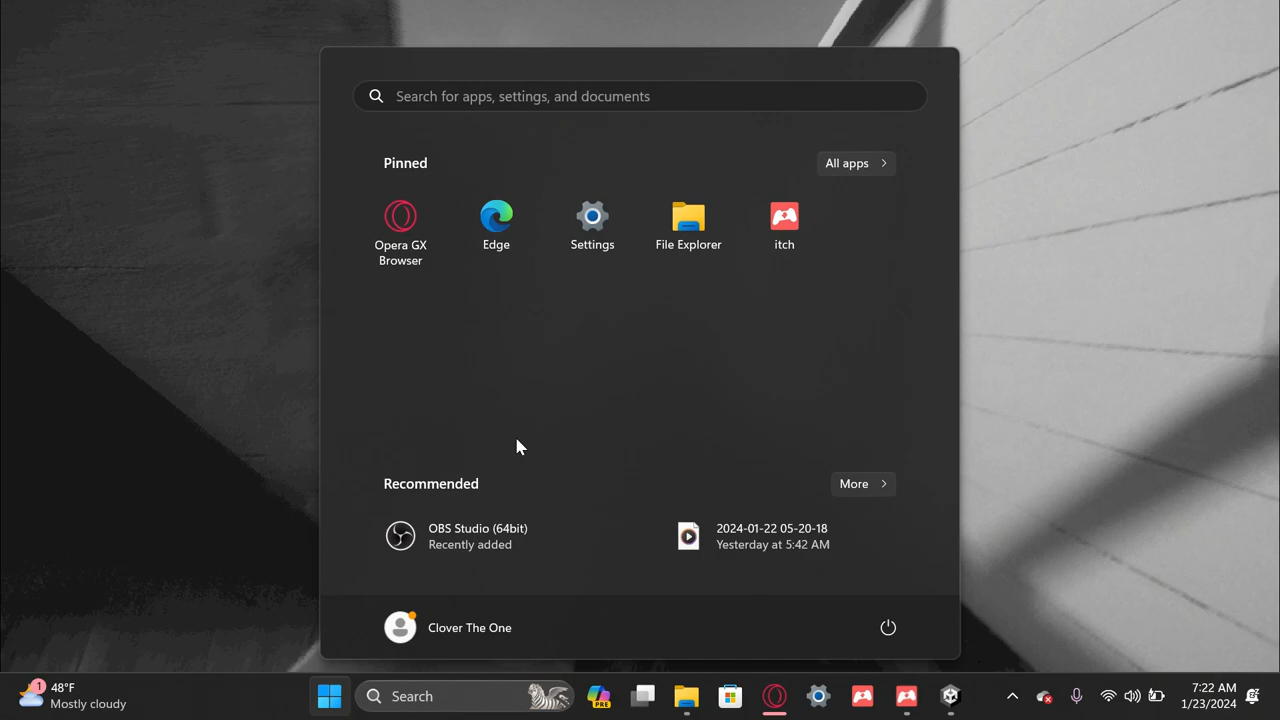 Search for apps, settings, and documents
Pinned
All apps
Opera GX
Browser
Edge
Settings
File Explorer
itch
Recommended
More
OBS Studio (64bit)
Recently added
2024-01-22 05-20-18
Yesterday at 5:42 AM
Clover The One
1
48°F
Mostly cloudy
Search
PRE
7:22 AM
1/23/2024